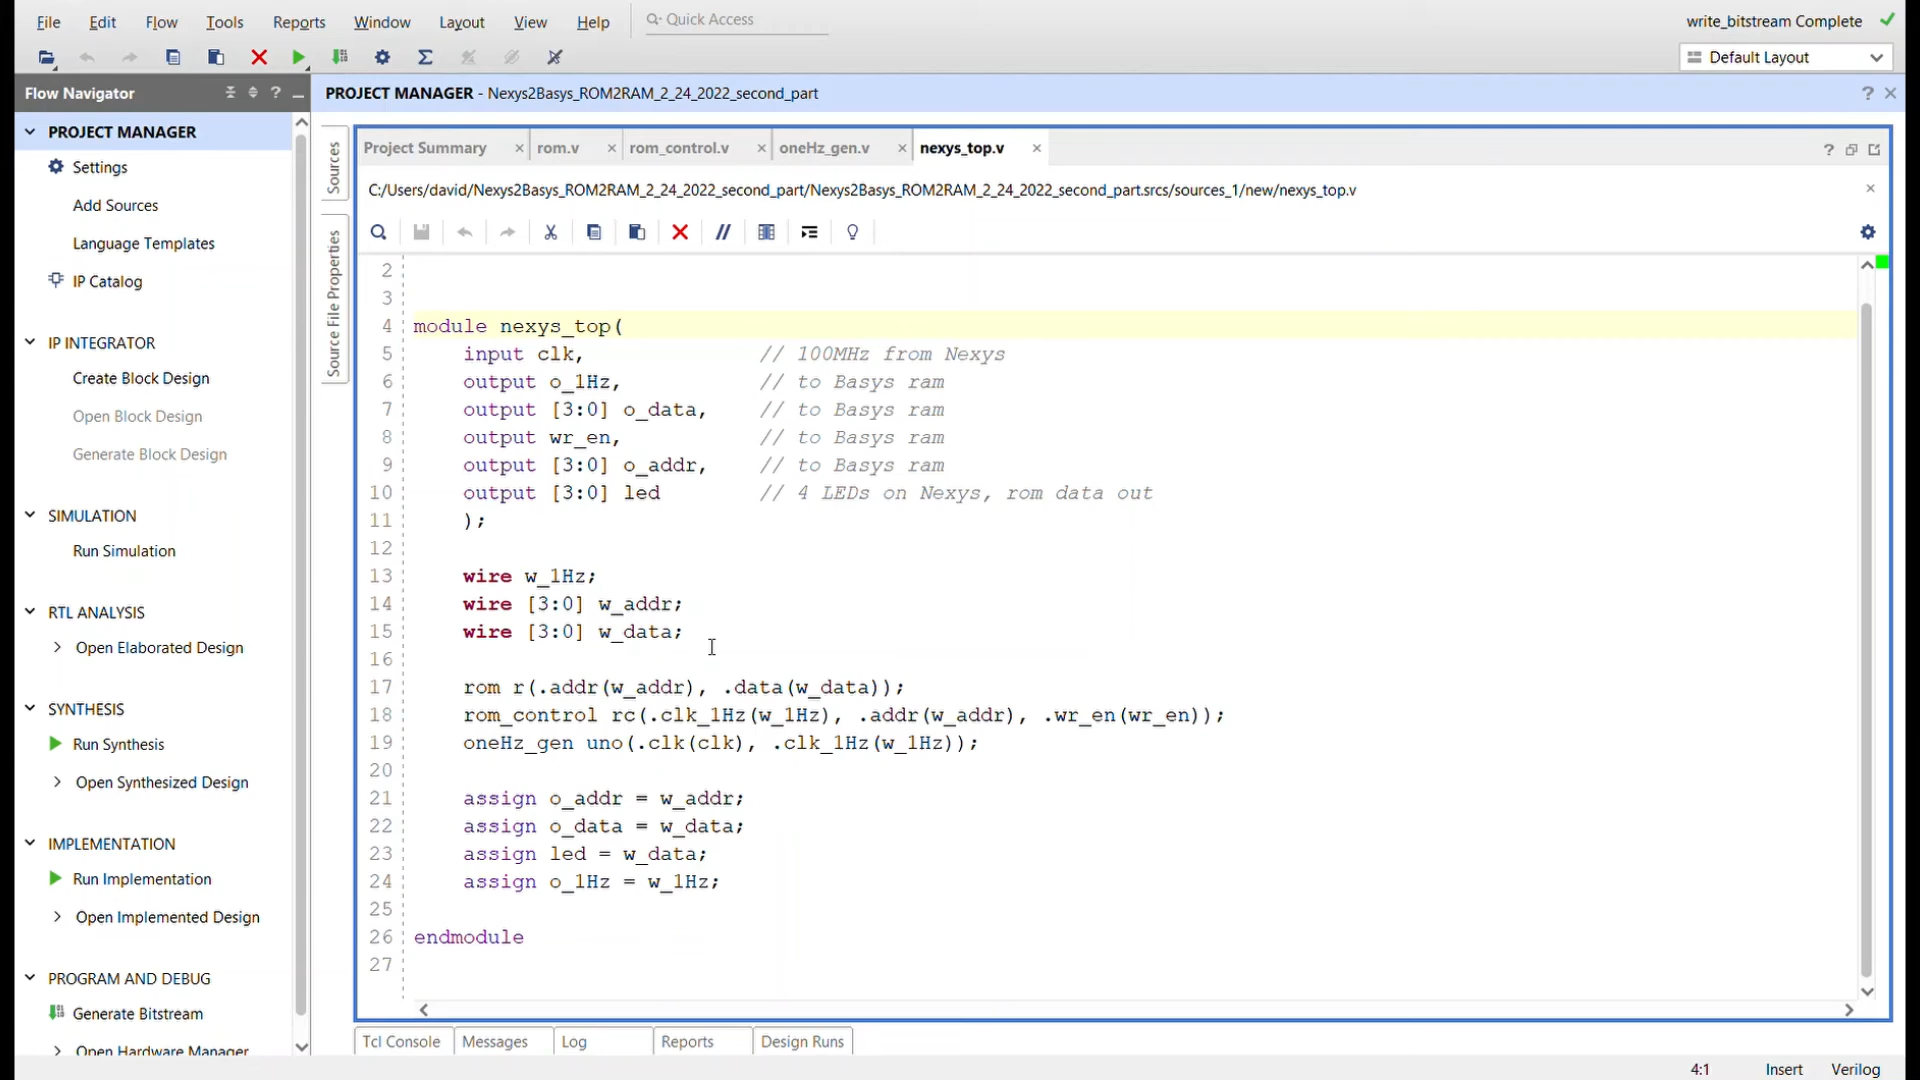 File Edit Flow Tools Reports Window Layout View Help Quick Access write_bitstream Complete
Default Layout
Flow Navigator ? PROJECT MANAGER - Nexys2Basys_ROM2RAM_2_24_2022_second_part ?
PROJECT MANAGER
Settings
Add Sources
Language Templates
IP Catalog
IP INTEGRATOR
Create Block Design
Open Block Design
Generate Block Design
SIMULATION
Run Simulation
RTL ANALYSIS
Open Elaborated Design
SYNTHESIS
Run Synthesis
Open Synthesized Design
IMPLEMENTATION
Run Implementation
Open Implemented Design
PROGRAM AND DEBUG
Generate Bitstream
Open Hardware Manager
Sources
Source File Properties
Project Summary rom.v rom_control.v oneHz_gen.v nexys_top.v ?
C:/Users/david/Nexys2Basys_ROM2RAM_2_24_2022_second_part/Nexys2Basys_ROM2RAM_2_24_2022_second_part.srcs/sources_1/new/nexys_top.v
2
3
4 module nexys_top(
5 input clk, // 100MHz from Nexys
6 output o_1Hz, // to Basys ram
7 output [3:0] o_data, // to Basys ram
8 output wr_en, // to Basys ram
9 output [3:0] o_addr, // to Basys ram
10 output [3:0] led // 4 LEDs on Nexys, rom data out
11 );
12
13 wire w_1Hz;
14 wire [3:0] w_addr;
15 wire [3:0] w_data;
16
17 rom r(.addr(w_addr), .data(w_data));
18 rom_control rc(.clk_1Hz(w_1Hz), .addr(w_addr), .wr_en(wr_en));
19 oneHz_gen uno(.clk(clk), .clk_1Hz(w_1Hz));
20
21 assign o_addr = w_addr;
22 assign o_data = w_data;
23 assign led = w_data;
24 assign o_1Hz = w_1Hz;
25
26 endmodule
27
Tcl Console Messages Log Reports Design Runs
4:1 Insert Verilog